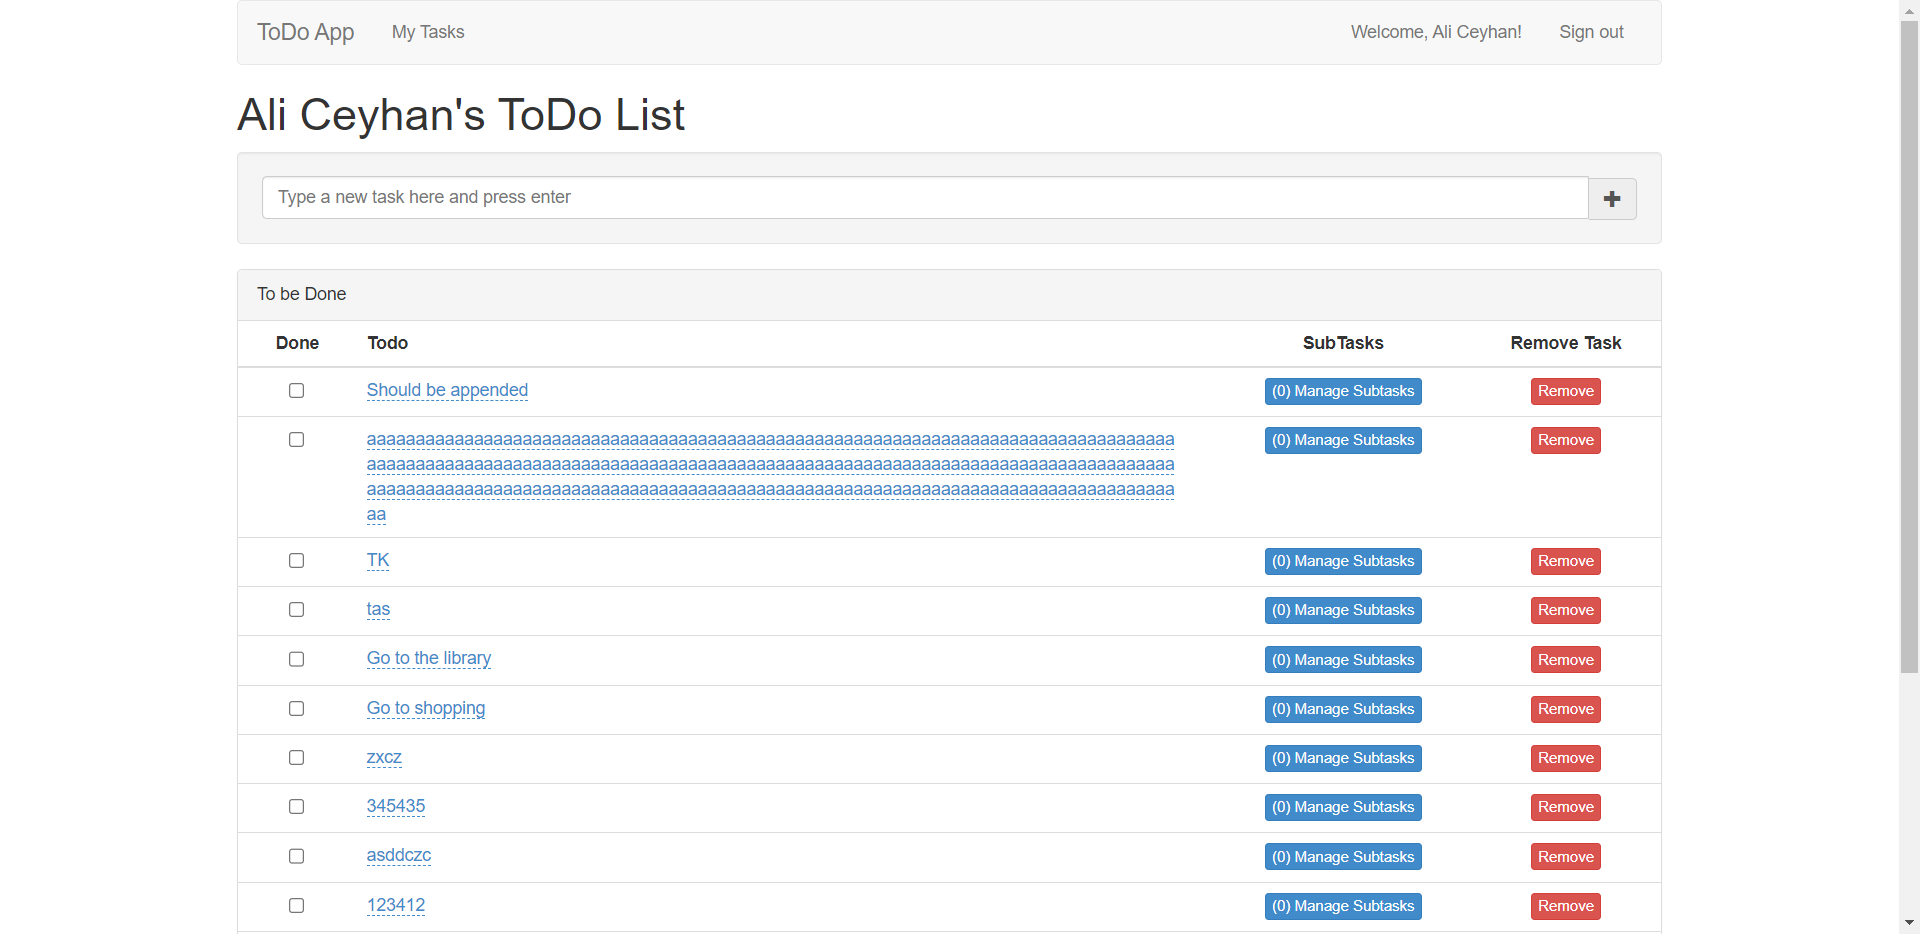 ToDo App My Tasks Welcome, Ali Ceyhan! Sign out
Ali Ceyhan's ToDo List
Type a new task here and press enter
To be Done
Done Todo SubTasks Remove Task
Should be appended (0) Manage Subtasks Remove
aaaaaaaaaaaaaaaaaaaaaaaaaaaaaaaaaaaaaaaaaaaaaaaaaaaaaaaaaaaaaaaaaaaaaaaaaaaaaaaaaaa (0) Manage Subtasks Remove
aaaaaaaaaaaaaaaaaaaaaaaaaaaaaaaaaaaaaaaaaaaaaaaaaaaaaaaaaaaaaaaaaaaaaaaaaaaaaaaaaaa
aaaaaaaaaaaaaaaaaaaaaaaaaaaaaaaaaaaaaaaaaaaaaaaaaaaaaaaaaaaaaaaaaaaaaaaaaaaaaaaaaaa
aa
TK (0) Manage Subtasks Remove
tas (0) Manage Subtasks Remove
Go to the library (0) Manage Subtasks Remove
Go to shopping (0) Manage Subtasks Remove
zxcz (0) Manage Subtasks Remove
345435 (0) Manage Subtasks Remove
asddczc (0) Manage Subtasks Remove
123412 (0) Manage Subtasks Remove